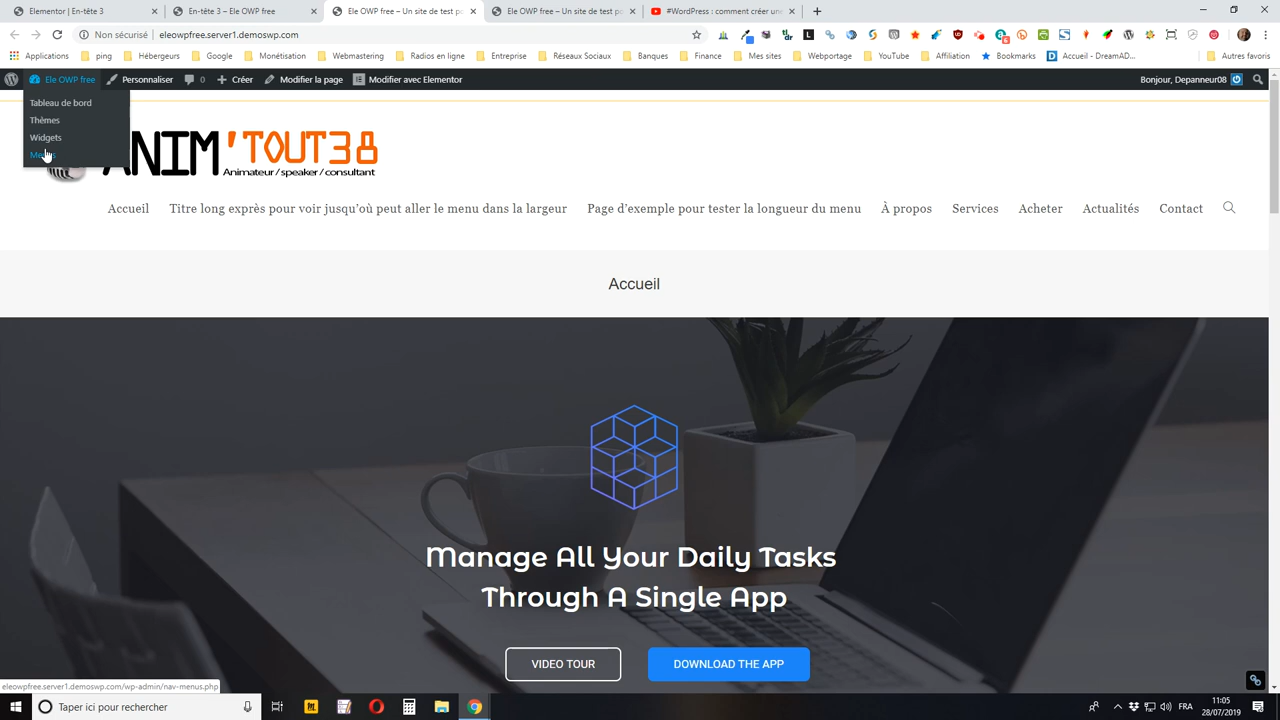 Elementor | En-tête 3
En-tête 3 – Ele OWP free
Ele OWP free – Un site de test po
Ele OWP free – Un site de test po
#WordPress : comment créer une
Non sécurisé | eleowpfree.server1.demoswp.com
Applications
ping
Hébergeurs
Google
Monétisation
Webmastering
Radios en ligne
Entreprise
Réseaux Sociaux
Banques
Finance
Mes sites
Webportage
YouTube
Affiliation
Bookmarks
Accueil - DreamAD...
Autres favoris
Ele OWP free
Personnaliser
0
Créer
Modifier la page
Modifier avec Elementor
Bonjour, Depanneur08
Tableau de bord
Thèmes
Widgets
ANIM'TOUT38
Animateur/speaker/consultant
Accueil
Titre long exprès pour voir jusqu'où peut aller le menu dans la largeur
Page d'exemple pour tester la longueur du menu
À propos
Services
Acheter
Actualités
Contact
Accueil
Manage All Your Daily Tasks
Through A Single App
VIDEO TOUR
DOWNLOAD THE APP
eleowpfree.server1.demoswp.com/wp-admin/nav-menus.php
Taper ici pour rechercher
FRA
11:05
28/07/2019